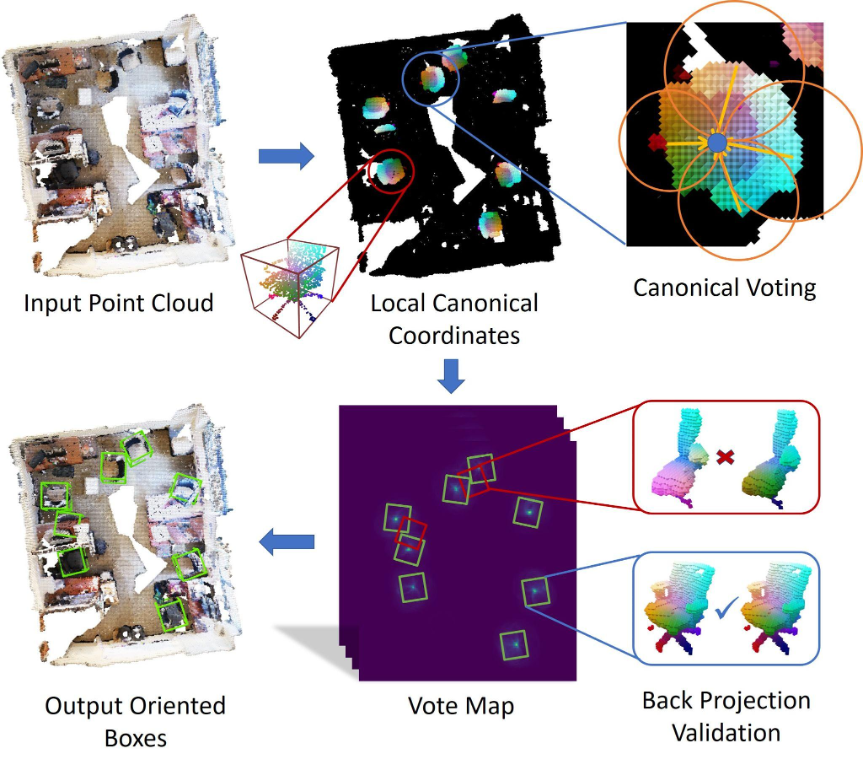 Input Point Cloud
Local Canonical
Coordinates
Canonical Voting
Output Oriented
Boxes
Vote Map
Back Projection
Validation